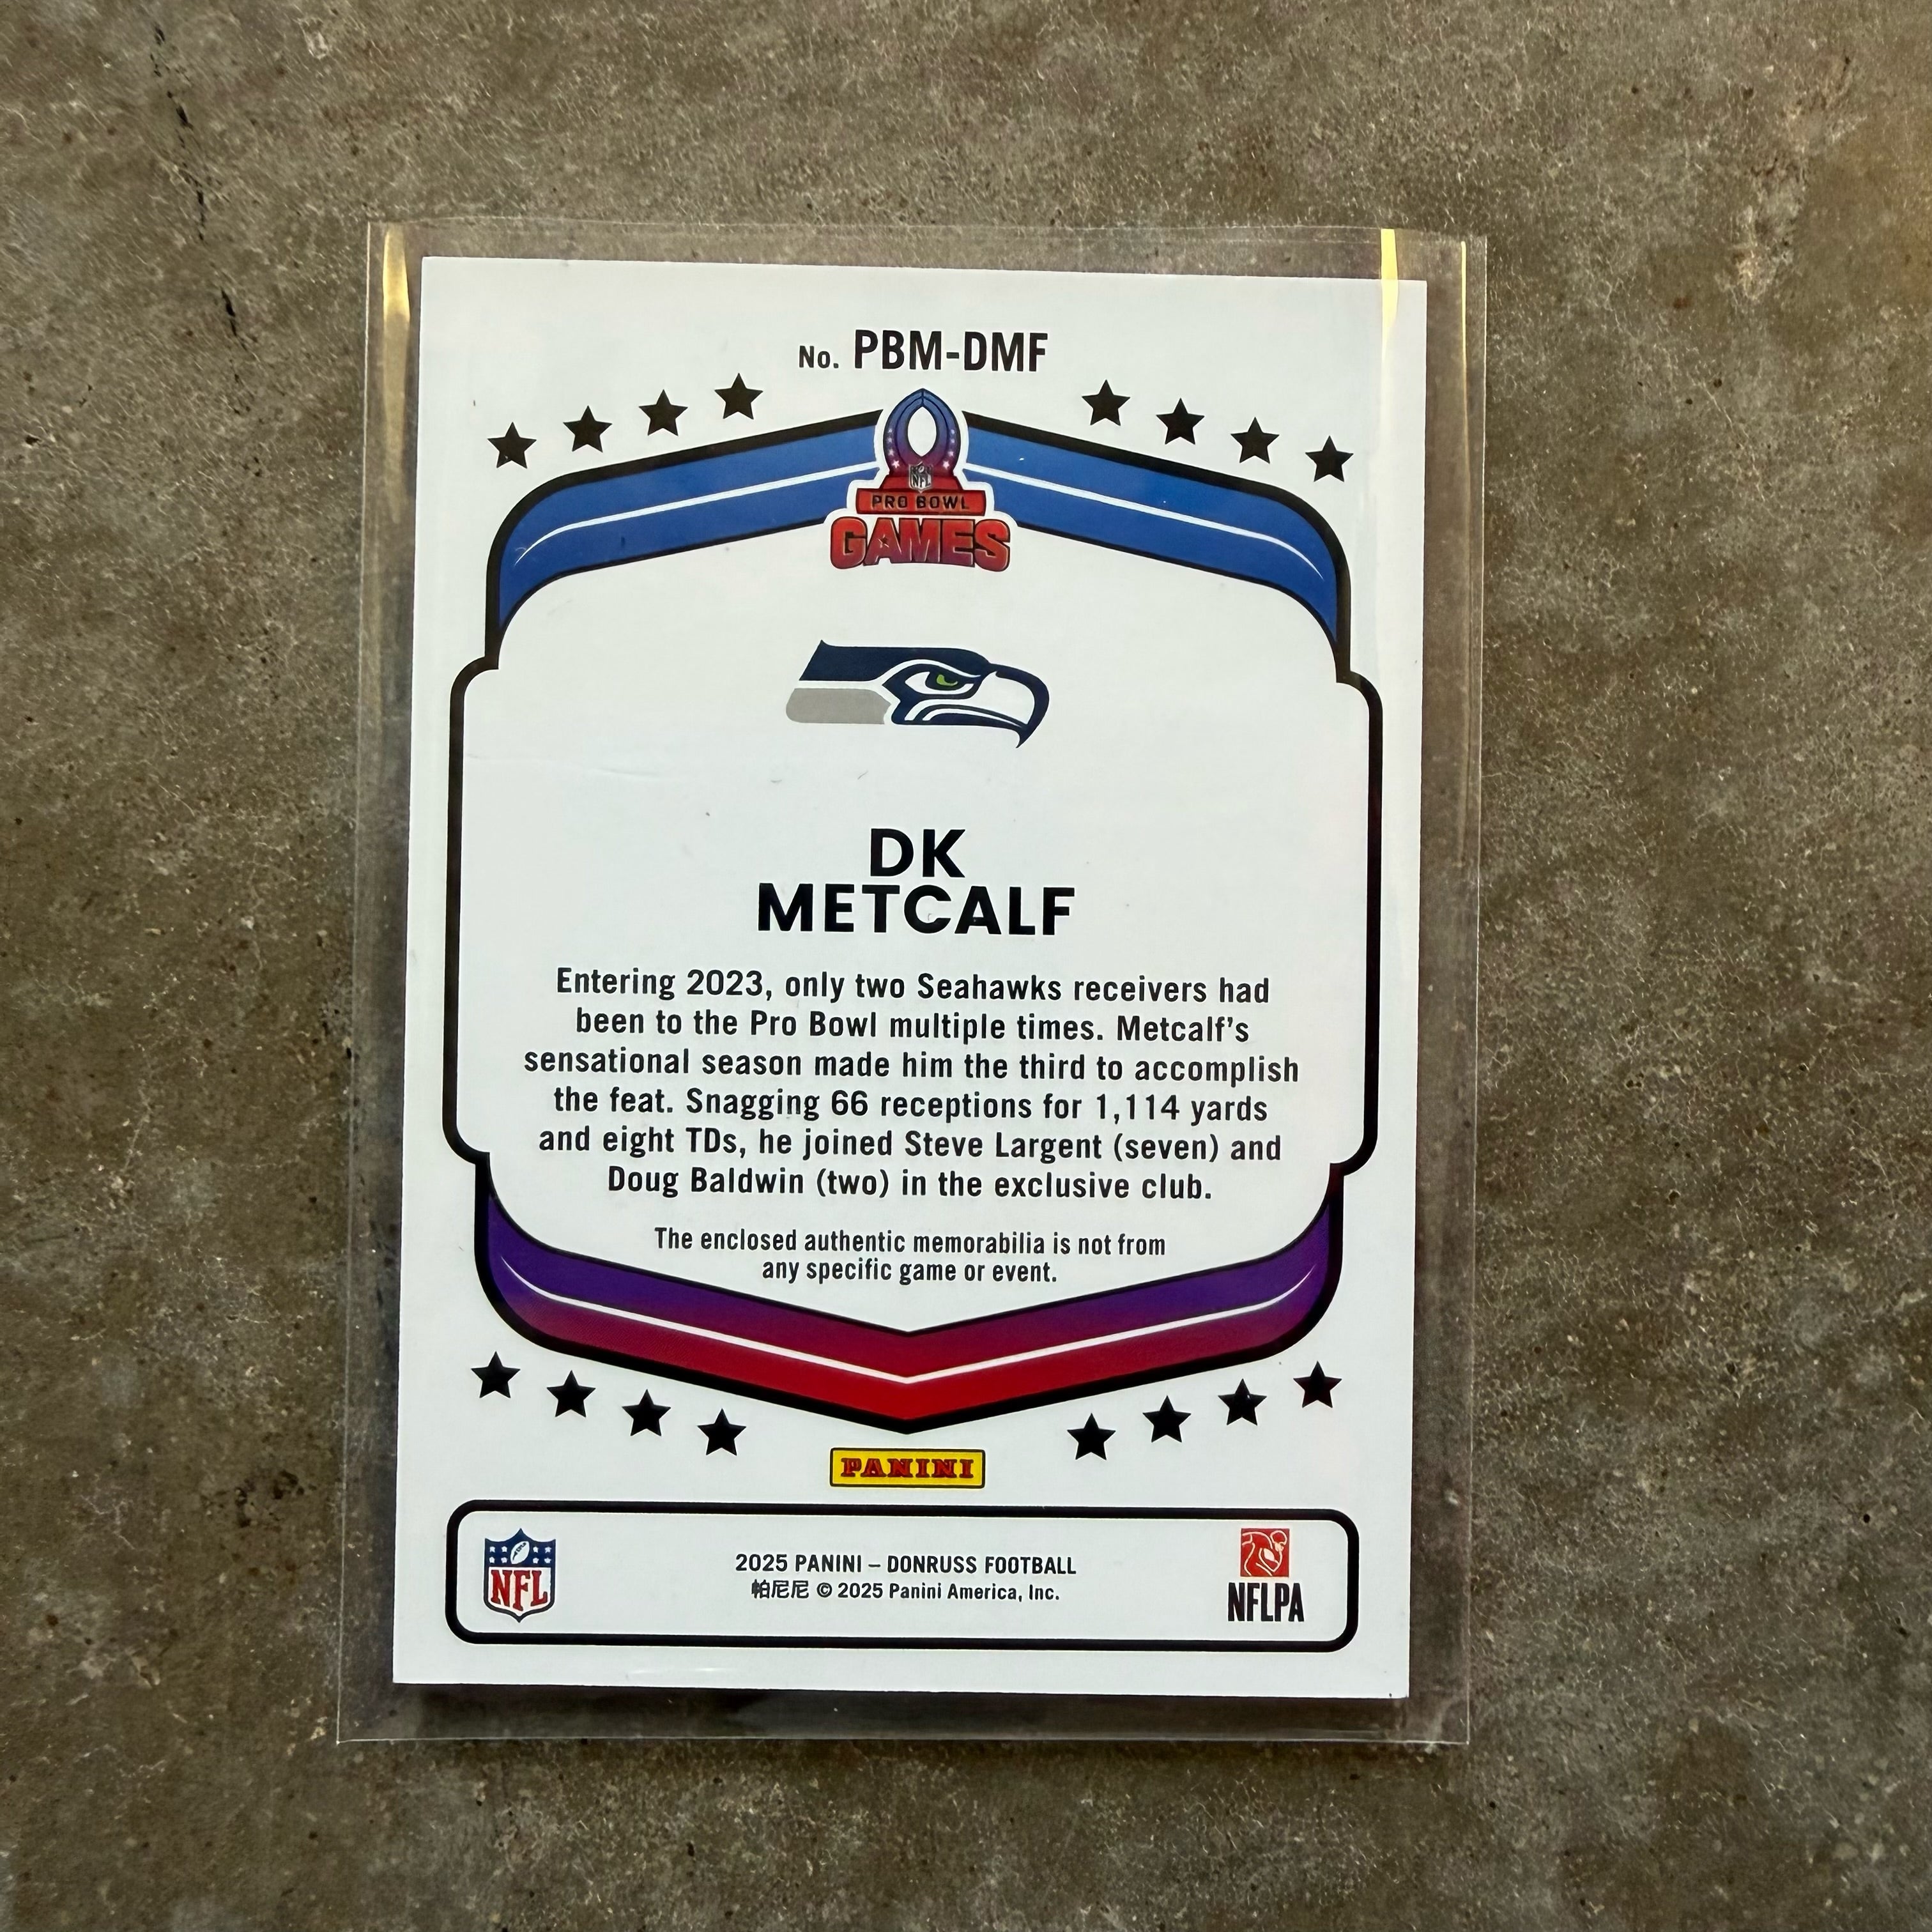 No. PBM-DMF
NFL
PRO BOWL
GAMES
DK
METCALF
Entering 2023, only two Seahawks receivers had
been to the Pro Bowl multiple times. Metcalf's
sensational season made him the third to accomplish
the feat. Snagging 66 receptions for 1,114 yards
and eight TDs, he joined Steve Largent (seven) and
Doug Baldwin (two) in the exclusive club.
The enclosed authentic memorabilia is not from
any specific game or event.
PANINI
NFL
2025 PANINI – DONRUSS FOOTBALL
帕尼尼 © 2025 Panini America, Inc.
NFLPA